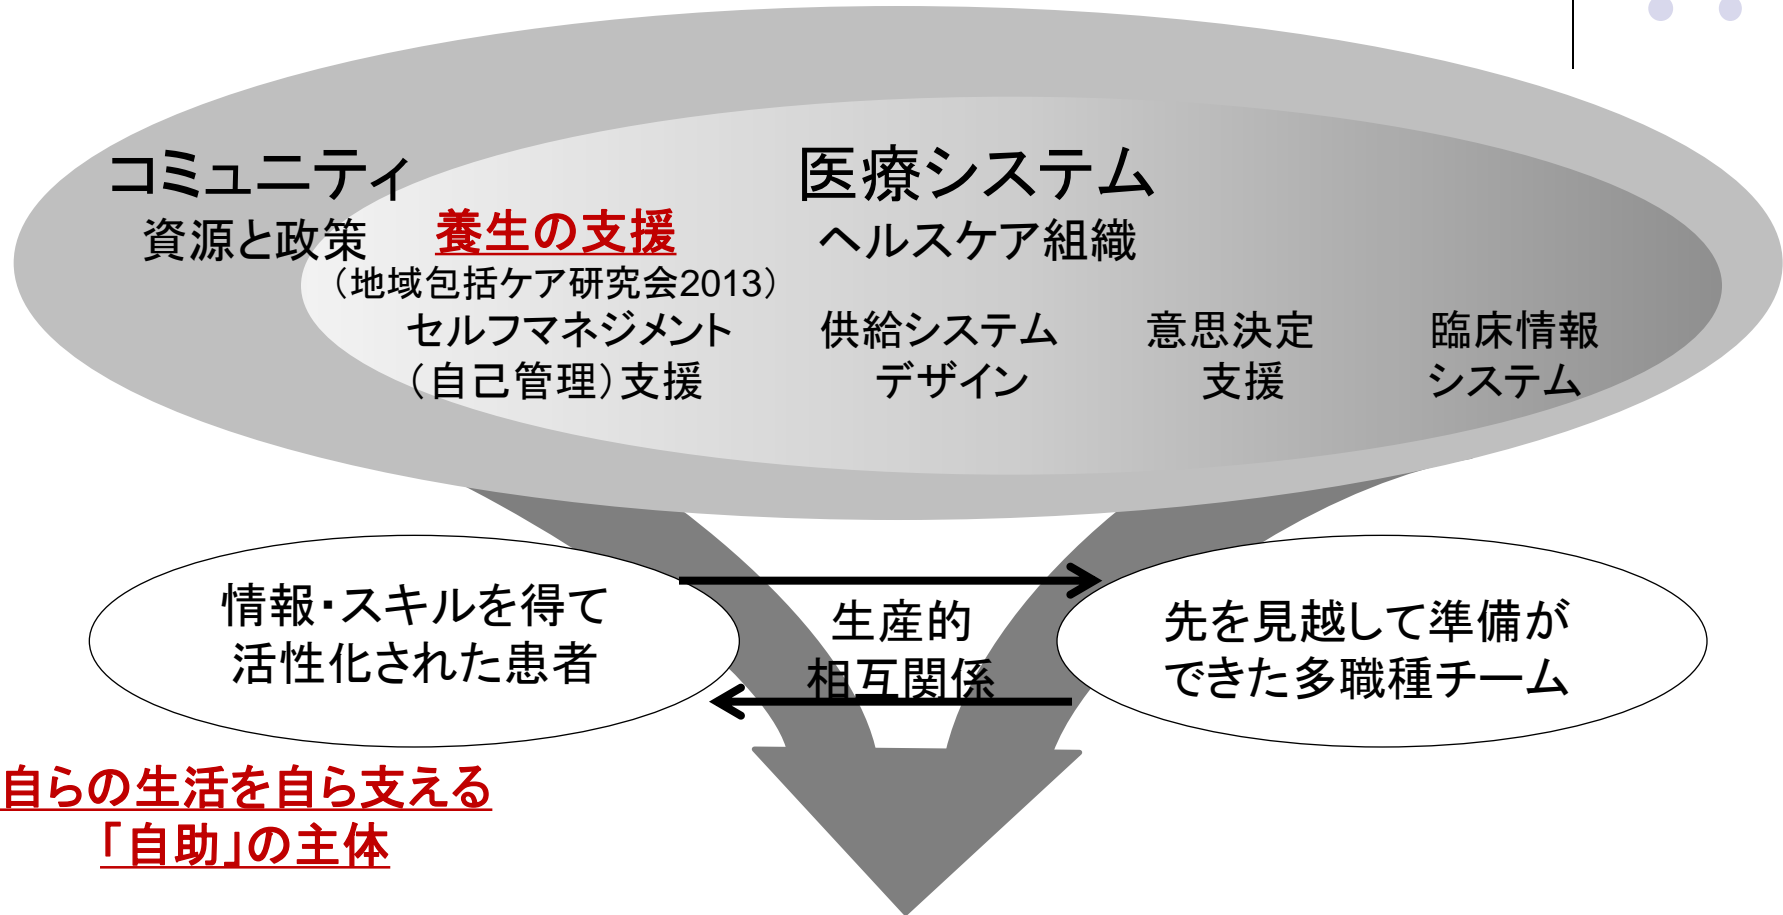 コミュニティ
資源と政策
医療システム
ヘルスケア組織
養生の支援
（地域包括ケア研究会2013）
セルフマネジメント
（自己管理）支援
供給システム
デザイン
意思決定
支援
臨床情報
システム
情報・スキルを得て
活性化された患者
生産的
相互関係
先を見越して準備が
できた多職種チーム
自らの生活を自ら支える
「自助」の主体